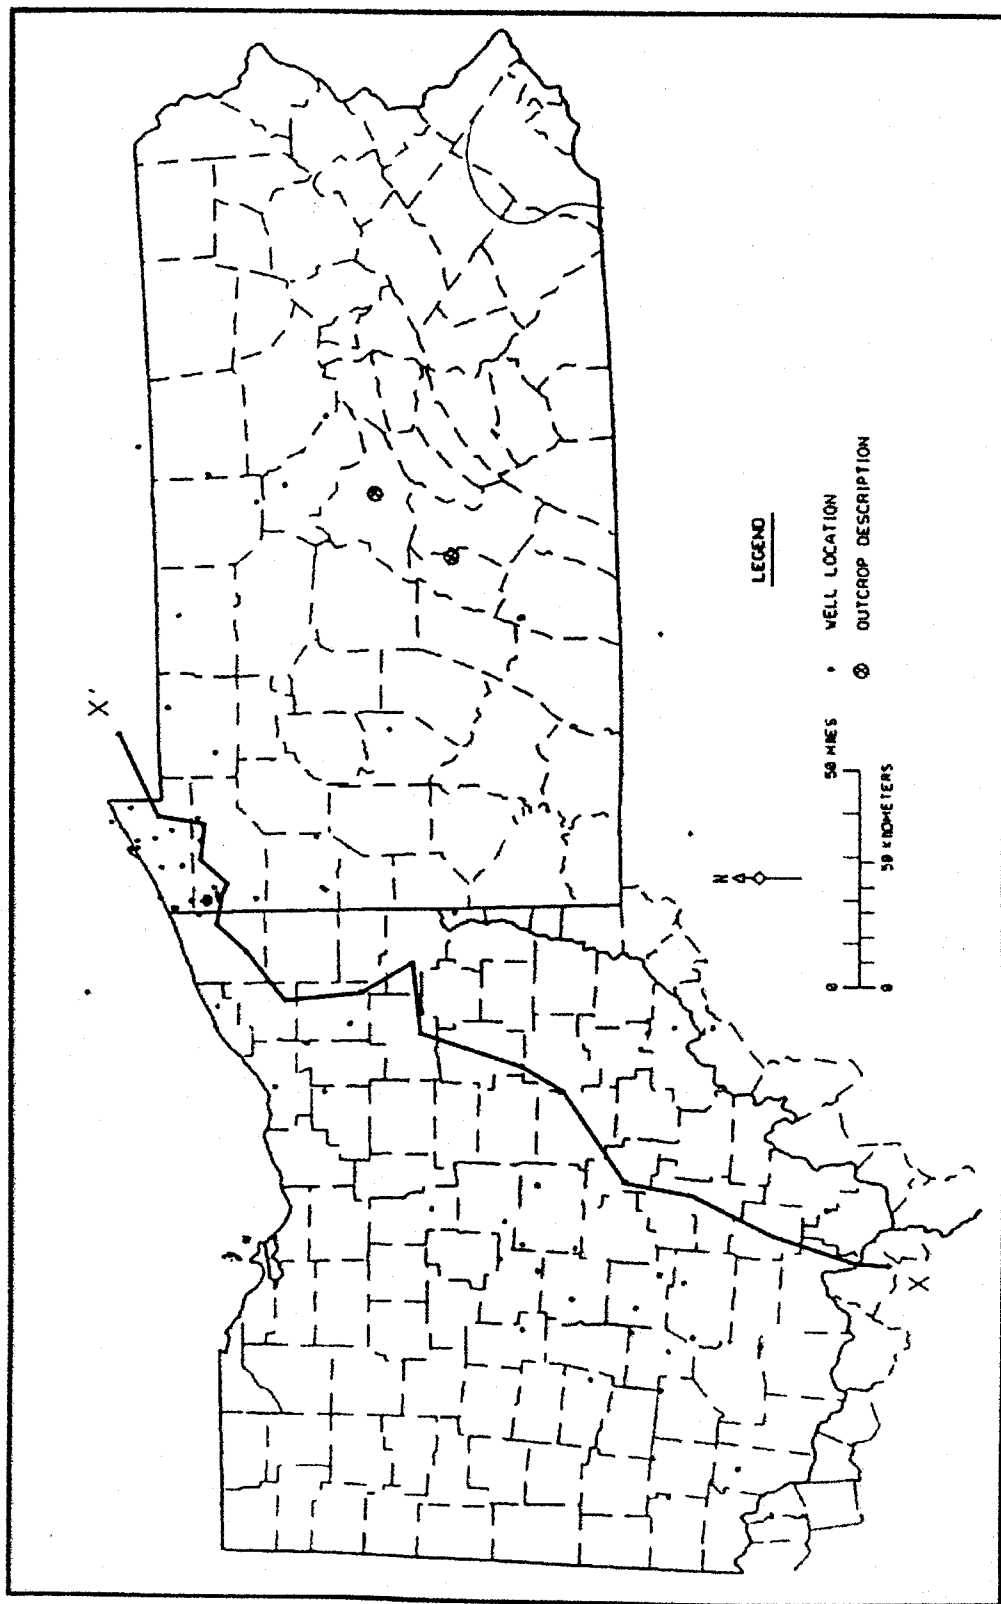 X'
X
N
LEGEND
WELL LOCATION
OUTCROP DESCRIPTION
0 50 MILES
0 50 KILOMETERS